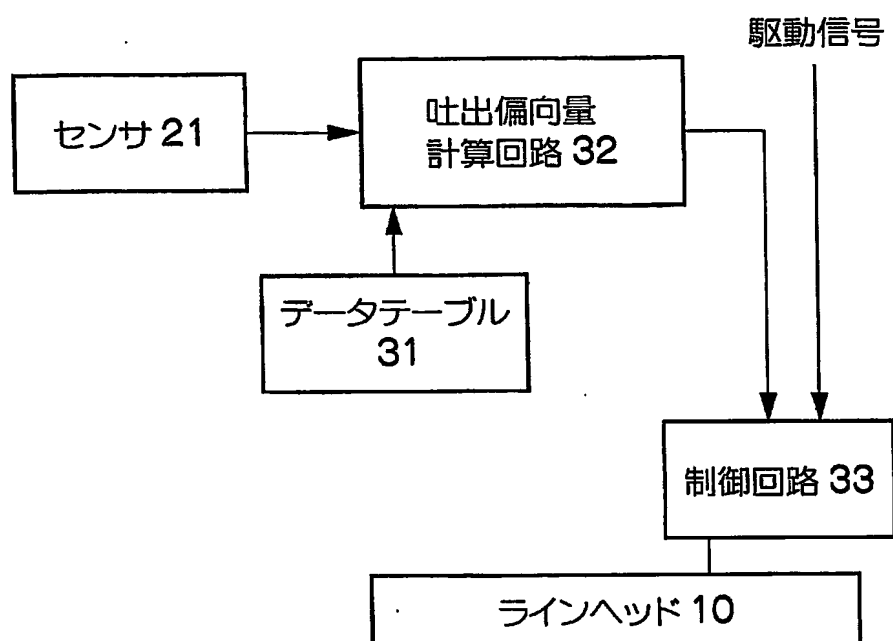 駆動信号
センサ 21
吐出偏向量
計算回路 32
データテーブル
31
制御回路 33
ラインヘッド 10